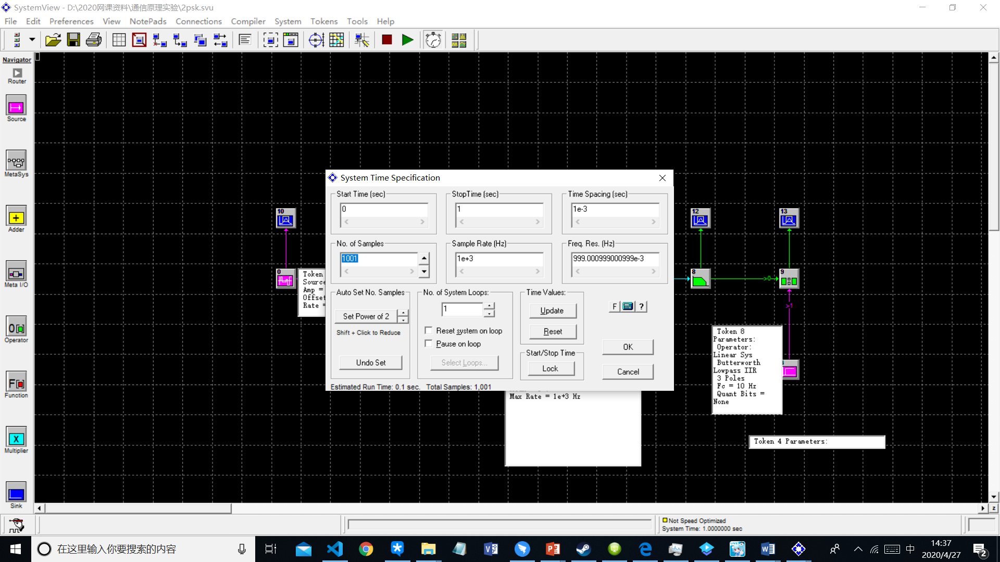 SystemView - D:\2020网课资料\通信原理实验\2psk.svu
File Edit Preferences View NotePads Connections Compiler System Tokens Tools Help
Navigator
Router
Source
MetaSys
Adder
Meta I/O
Operator
Function
Multiplier
Sink
10
0
Token
Source
Amp =
Offset
Rate =
System Time Specification
Start Time (sec)
0
StopTime (sec)
1
Time Spacing (sec)
1e-3
No. of Samples
1001
Sample Rate (Hz)
1e+3
Freq. Res. (Hz)
999.000999000999e-3
Auto Set No. Samples
Set Power of 2
Shift + Click to Reduce
Undo Set
No. of System Loops:
1
Reset system on loop
Pause on loop
Select Loops...
Time Values:
Update
Reset
Start/Stop Time
Lock
F ?
OK
Cancel
Estimated Run Time: 0.1 sec. Total Samples: 1,001
Max Rate = 1e+3 Hz
12
13
8
>0
9
>1
Token 8
Parameters:
Operator:
Linear Sys
Butterworth
Lowpass IIR
3 Poles
Fc = 10 Hz
Quant Bits =
None
Token 4 Parameters:
z
Not Speed Optimized
System Time: 1.0000000 sec
在这里输入你要搜索的内容
中
14:37
2020/4/27
2